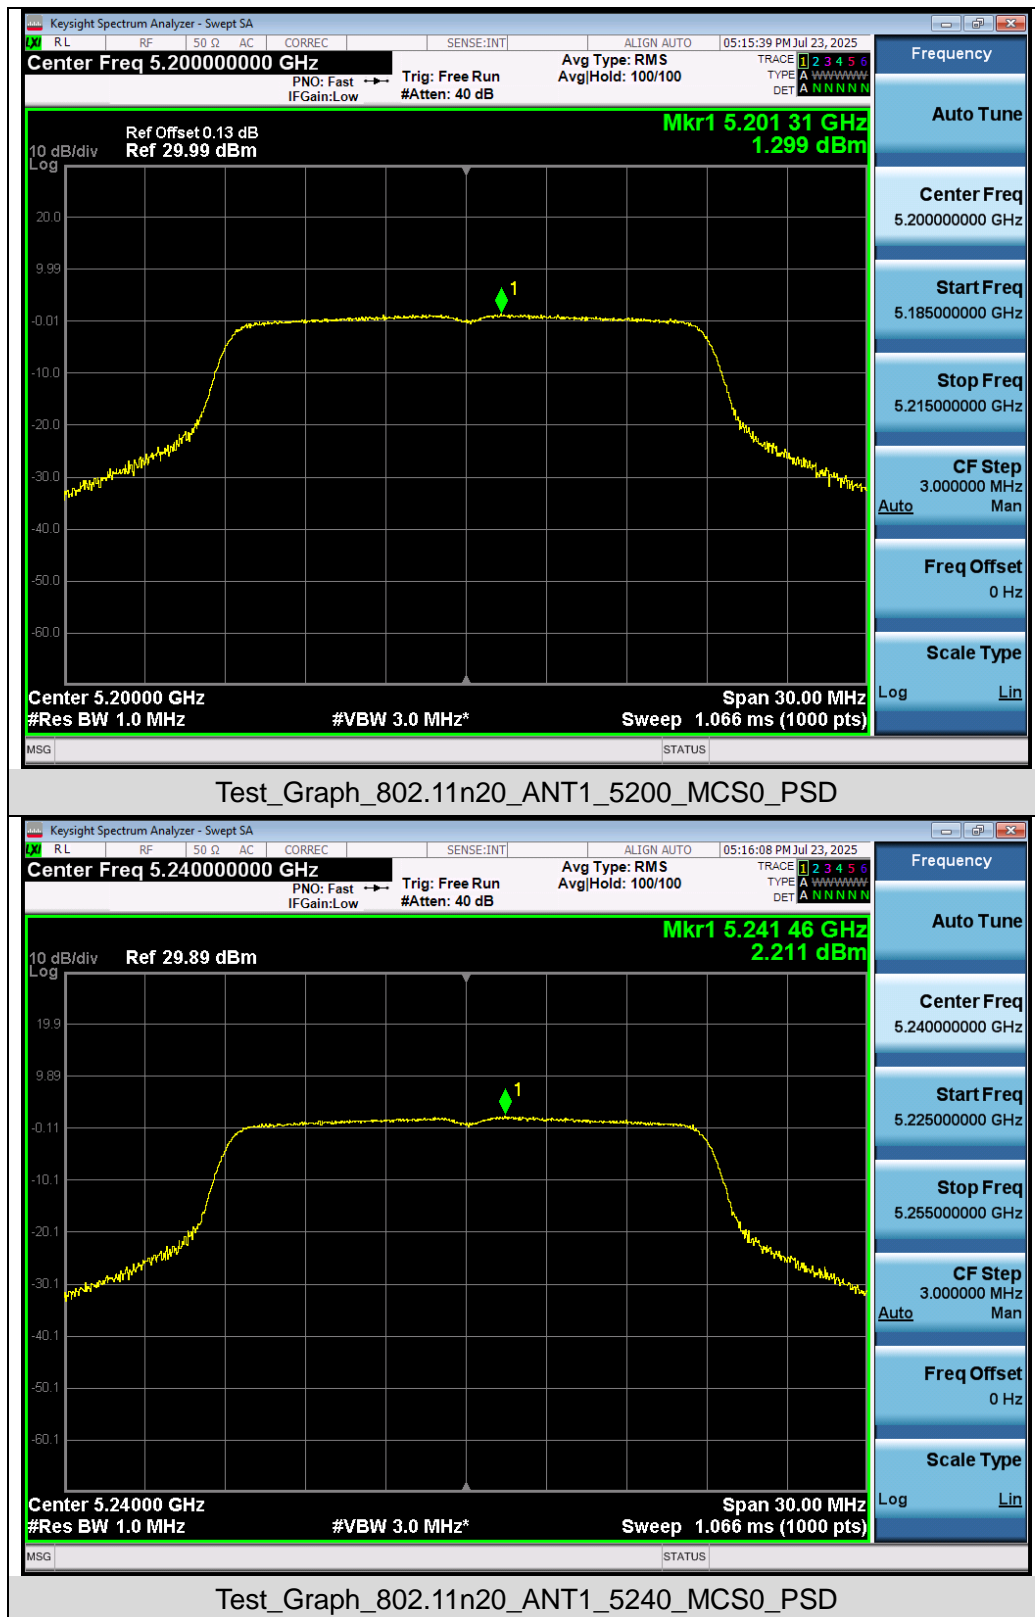 Keysight Spectrum Analyzer - Swept SA
LXI RL RF 50 Ω AC CORREC SENSE:INT ALIGN AUTO 05:15:39 PM Jul 23, 2025
Center Freq 5.200000000 GHz
PNO: Fast
IFGain:Low
Trig: Free Run
#Atten: 40 dB
Avg Type: RMS
Avg|Hold: 100/100
TRACE 1 2 3 4 5 6
TYPE A WWWWW
DET A N N N N N
Mkr1 5.201 31 GHz
1.299 dBm
Ref Offset 0.13 dB
10 dB/div Ref 29.99 dBm
Log
20.0
9.99
-0.01
-10.0
-20.0
-30.0
-40.0
-50.0
-60.0
1
Center 5.20000 GHz Span 30.00 MHz
#Res BW 1.0 MHz #VBW 3.0 MHz* Sweep 1.066 ms (1000 pts)
MSG STATUS
Frequency
Auto Tune
Center Freq
5.200000000 GHz
Start Freq
5.185000000 GHz
Stop Freq
5.215000000 GHz
CF Step
3.000000 MHz
Auto Man
Freq Offset
0 Hz
Scale Type
Log Lin
Test_Graph_802.11n20_ANT1_5200_MCS0_PSD
Keysight Spectrum Analyzer - Swept SA
LXI RL RF 50 Ω AC CORREC SENSE:INT ALIGN AUTO 05:16:08 PM Jul 23, 2025
Center Freq 5.240000000 GHz
PNO: Fast
IFGain:Low
Trig: Free Run
#Atten: 40 dB
Avg Type: RMS
Avg|Hold: 100/100
TRACE 1 2 3 4 5 6
TYPE A WWWWW
DET A N N N N N
Mkr1 5.241 46 GHz
2.211 dBm
10 dB/div Ref 29.89 dBm
Log
19.9
9.89
-0.11
-10.1
-20.1
-30.1
-40.1
-50.1
-60.1
1
Center 5.24000 GHz Span 30.00 MHz
#Res BW 1.0 MHz #VBW 3.0 MHz* Sweep 1.066 ms (1000 pts)
MSG STATUS
Frequency
Auto Tune
Center Freq
5.240000000 GHz
Start Freq
5.225000000 GHz
Stop Freq
5.255000000 GHz
CF Step
3.000000 MHz
Auto Man
Freq Offset
0 Hz
Scale Type
Log Lin
Test_Graph_802.11n20_ANT1_5240_MCS0_PSD